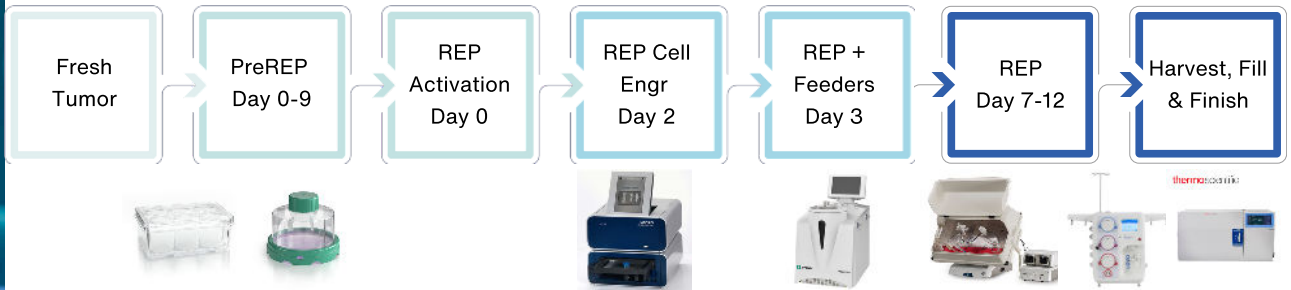 Fresh
Tumor
PreREP
Day 0-9
REP
Activation
Day 0
REP Cell
Engr
Day 2
REP +
Feeders
Day 3
REP
Day 7-12
Harvest, Fill
& Finish
thermoscientific